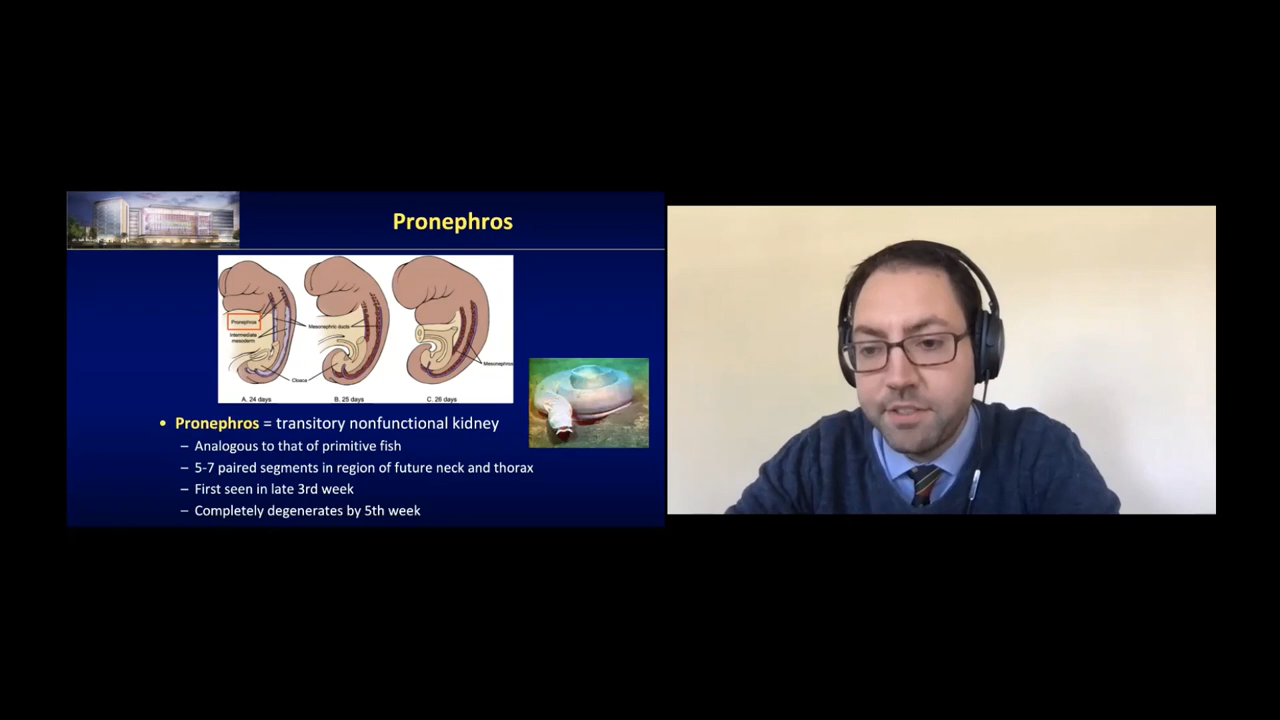 Pronephros
Pronephros
Intermediate
mesoderm
Mesonephric ducts
Cloaca
Mesonephros
A. 24 days
B. 25 days
C. 26 days
• Pronephros = transitory nonfunctional kidney
– Analogous to that of primitive fish
– 5-7 paired segments in region of future neck and thorax
– First seen in late 3rd week
– Completely degenerates by 5th week